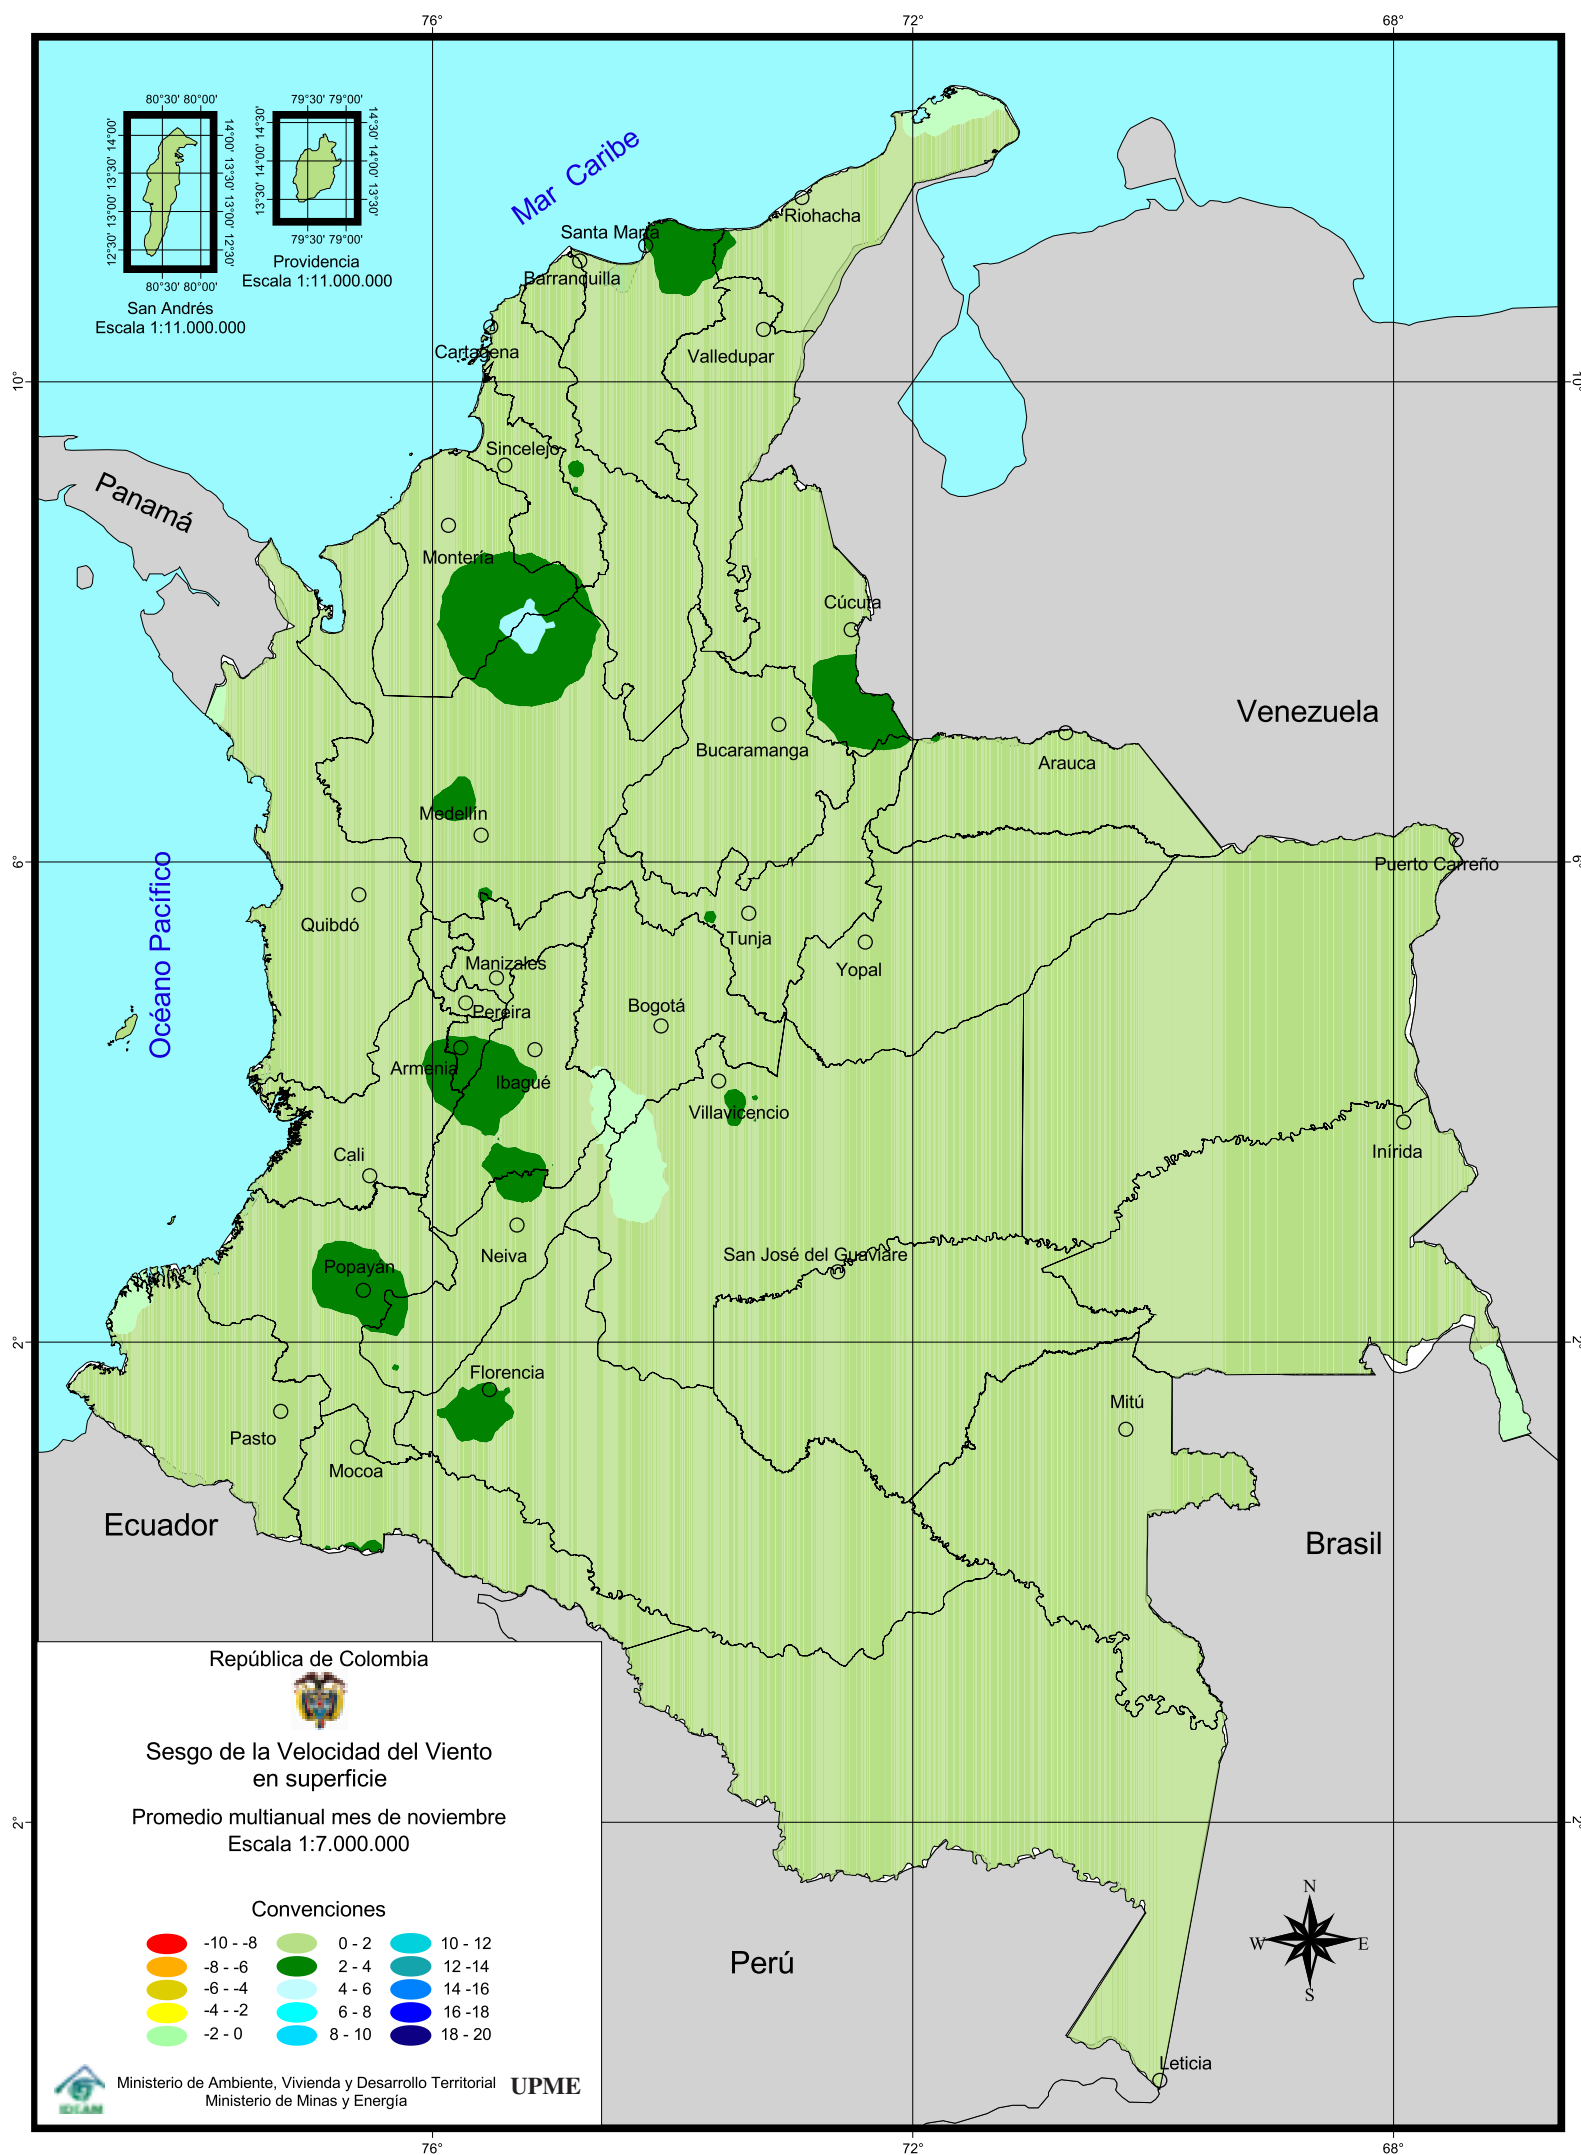 76°
72°
68°
80°30' 80°00'
14°00' 13°30' 13°00' 12°30'
12°30' 13°00' 13°30' 14°00'
80°30' 80°00'
San Andrés
Escala 1:11.000.000
79°30' 79°00'
14°30' 14°00' 13°30'
13°30' 14°00' 14°30'
79°30' 79°00'
Providencia
Escala 1:11.000.000
Mar Caribe
Riohacha
Santa Marta
Barranquilla
Cartagena
Valledupar
10°
10°
Sincelejo
Panamá
Montería
Cúcuta
Venezuela
Bucaramanga
Arauca
Medellín
6°
6°
Puerto Carreño
Océano Pacífico
Quibdó
Tunja
Yopal
Manizales
Pereira
Bogotá
Armenia
Ibagué
Villavicencio
Inírida
Cali
Neiva
San José del Guaviare
Popayán
2°
2°
Florencia
Mitú
Pasto
Mocoa
Ecuador
Brasil
República de Colombia
Sesgo de la Velocidad del Viento
en superficie
Promedio multianual mes de noviembre
Escala 1:7.000.000
2°
2°
Convenciones
-10 - -8
0 - 2
10 - 12
-8 - -6
2 - 4
12 -14
-6 - -4
4 - 6
14 -16
-4 - -2
6 - 8
16 -18
-2 - 0
8 - 10
18 - 20
Perú
N
W
E
S
Leticia
IDEAM
Ministerio de Ambiente, Vivienda y Desarrollo Territorial
Ministerio de Minas y Energía
UPME
76°
72°
68°